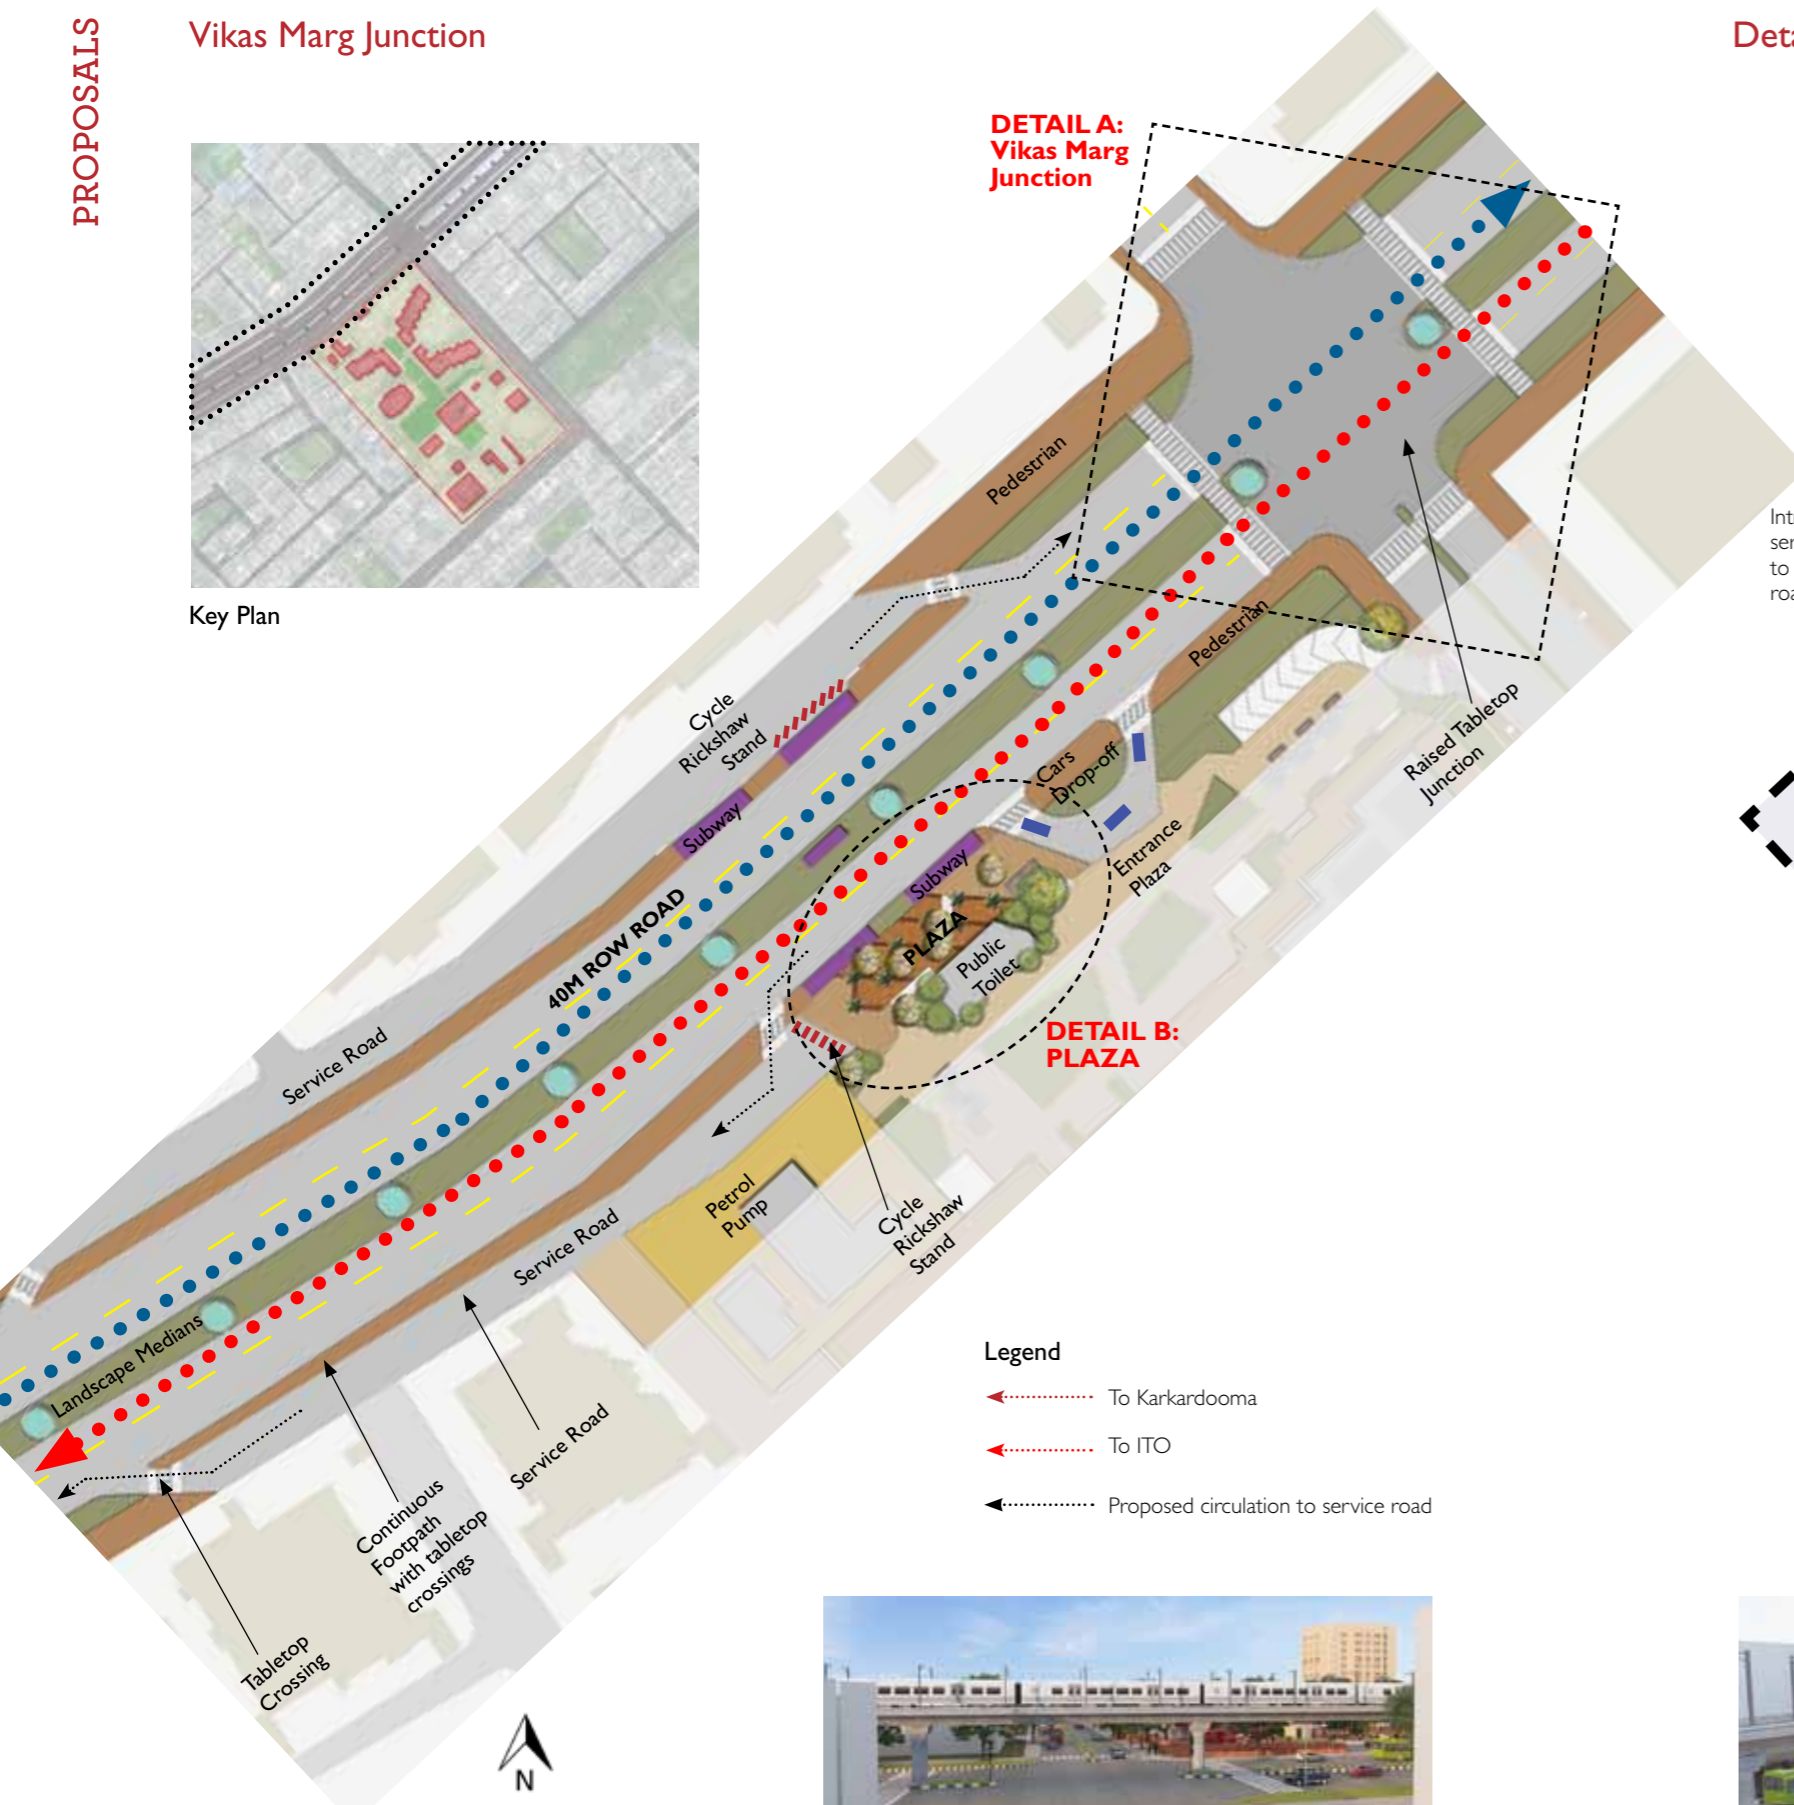 PROPOSALS
Vikas Marg Junction
Key Plan
DETAIL A:
Vikas Marg
Junction
Pedestrian
Pedestrian
Cycle
Rickshaw
Stand
Subway
40M ROW ROAD
Cars
Drop-off
Entrance
Plaza
Subway
PLAZA
Public
Toilet
DETAIL B:
PLAZA
Raised Tabletop
Junction
Service Road
Petrol
Pump
Service Road
Cycle
Rickshaw
Stand
Landscape Medians
Service Road
Continuous
Footpath
with tabletop
crossings
Tabletop
Crossing
N
Legend
To Karkardooma
To ITO
Proposed circulation to service road
to